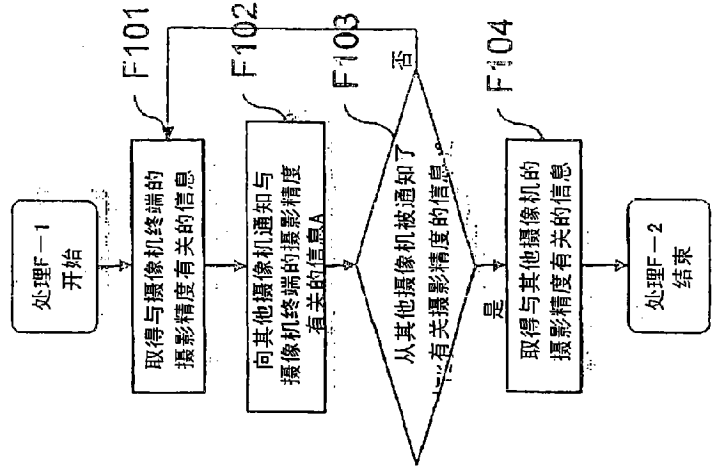 处理F-1
开始
F101
取得与摄像机终端的
摄影精度有关的信息
F102
向其他摄像机通知与
摄像机终端的摄影精度
有关的信息A
F103
从其他摄像机被通知了
有关摄影精度的信息
否
是
F104
取得与其他摄像机的
摄影精度有关的信息
处理F-2
结束